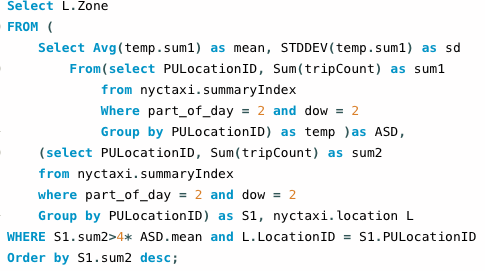 Select L.Zone
FROM (
Select Avg(temp.sum1) as mean, STDDEV(temp.sum1) as sd
From(select PULocationID, Sum(tripCount) as sum1
from nyctaxi.summaryIndex
Where part_of_day = 2 and dow = 2
Group by PULocationID) as temp )as ASD,
(select PULocationID, Sum(tripCount) as sum2
from nyctaxi.summaryIndex
where part_of_day = 2 and dow = 2
Group by PULocationID) as S1, nyctaxi.location L
WHERE S1.sum2>4* ASD.mean and L.LocationID = S1.PULocationID
Order by S1.sum2 desc;